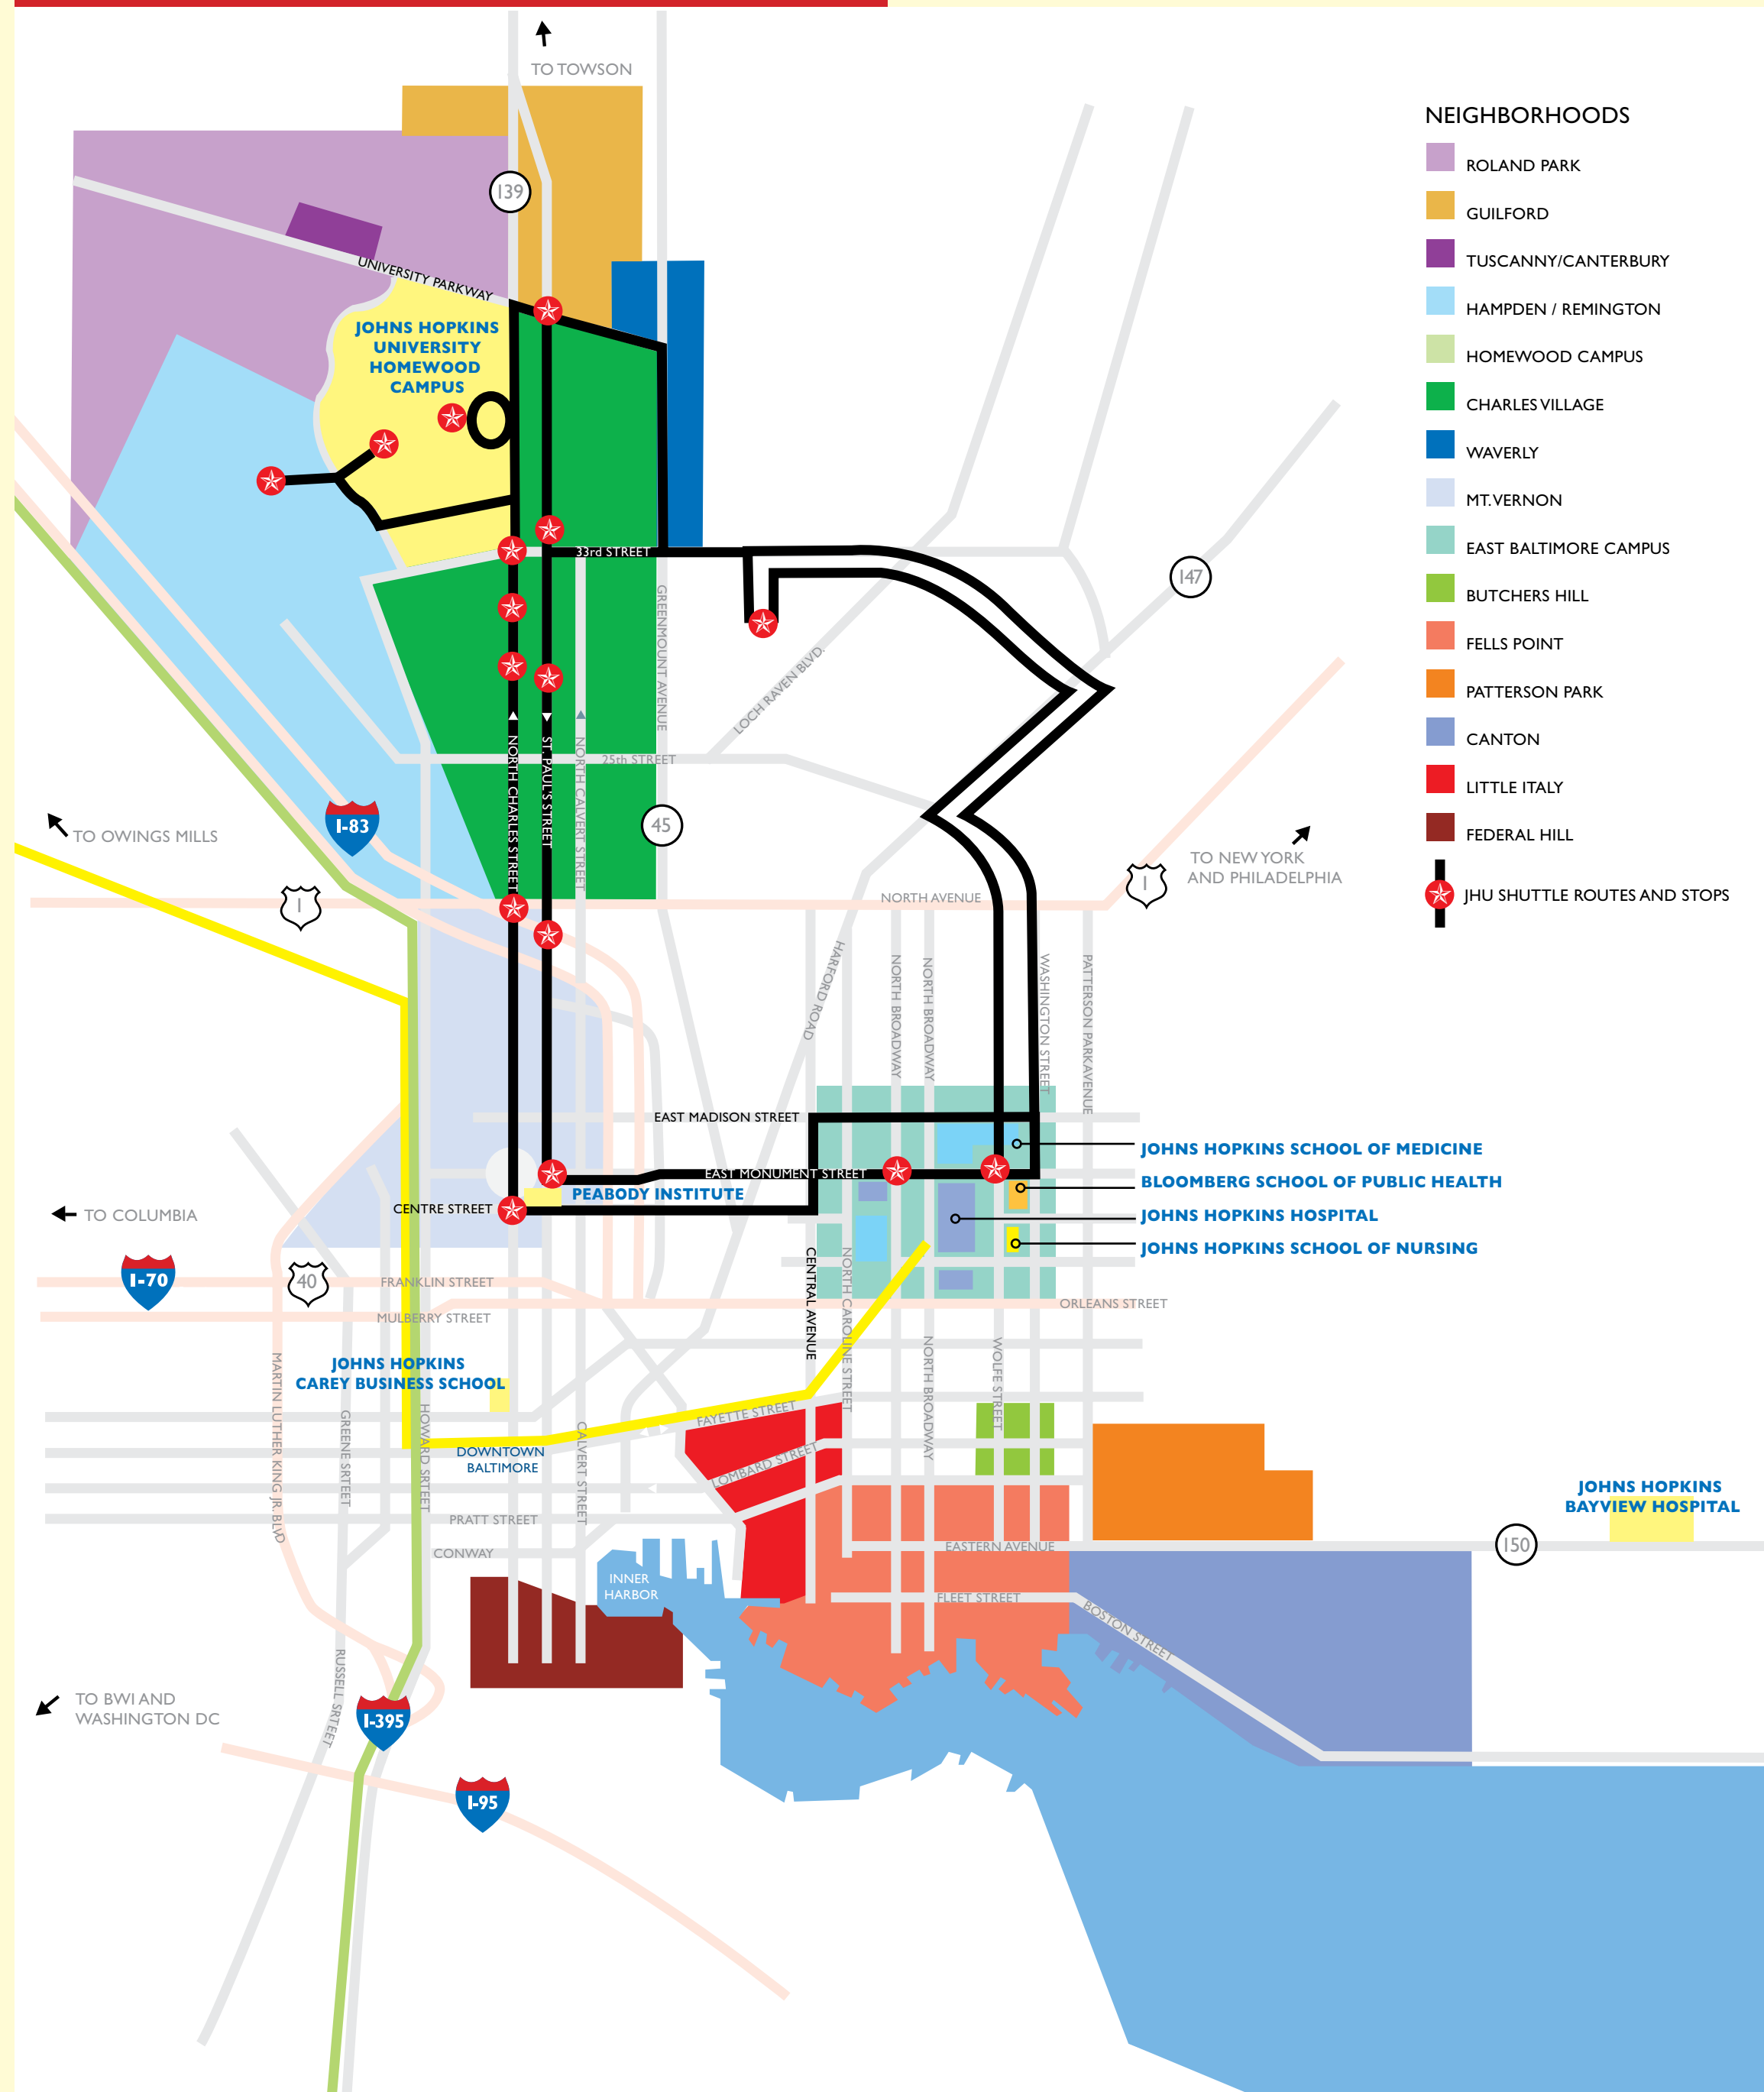 TO TOWSON
NEIGHBORHOODS
ROLAND PARK
GUILFORD
TUSCANNY/CANTERBURY
HAMPDEN / REMINGTON
HOMEWOOD CAMPUS
CHARLES VILLAGE
WAVERLY
MT. VERNON
EAST BALTIMORE CAMPUS
BUTCHERS HILL
FELLS POINT
PATTERSON PARK
CANTON
LITTLE ITALY
FEDERAL HILL
JHU SHUTTLE ROUTES AND STOPS
139
UNIVERSITY PARKWAY
JOHNS HOPKINS
UNIVERSITY
HOMEWOOD
CAMPUS
33rd STREET
147
GREENMOUNT AVENUE
LOCH RAVEN BLVD.
NORTH CHARLES STREET
ST. PAUL'S STREET
NORTH CALVERT STREET
25th STREET
45
I-83
TO OWINGS MILLS
1
TO NEW YORK
AND PHILADELPHIA
1
NORTH AVENUE
HARFORD ROAD
NORTH BROADWAY
NORTH BROADWAY
WASHINGTON STREET
PATTERSON PARKAVENUE
EAST MADISON STREET
JOHNS HOPKINS SCHOOL OF MEDICINE
EAST MONUMENT STREET
BLOOMBERG SCHOOL OF PUBLIC HEALTH
PEABODY INSTITUTE
CENTRE STREET
JOHNS HOPKINS HOSPITAL
TO COLUMBIA
JOHNS HOPKINS SCHOOL OF NURSING
I-70
40
FRANKLIN STREET
MULBERRY STREET
CENTRAL AVENUE
NORTH CAROLINE STREET
ORLEANS STREET
NORTH BROADWAY
WOLFE STREET
JOHNS HOPKINS
CAREY BUSINESS SCHOOL
MARTIN LUTHER KING JR. BLVD
GREENE SRTEET
HOWARD SRTEET
CALVERT STREET
FAYETTE STREET
LOMBARD STREET
DOWNTOWN
BALTIMORE
PRATT STREET
CONWAY
JOHNS HOPKINS
BAYVIEW HOSPITAL
EASTERN AVENUE
150
INNER
HARBOR
FLEET STREET
BOSTON STREET
RUSSELL SRTEET
TO BWI AND
WASHINGTON DC
I-395
I-95